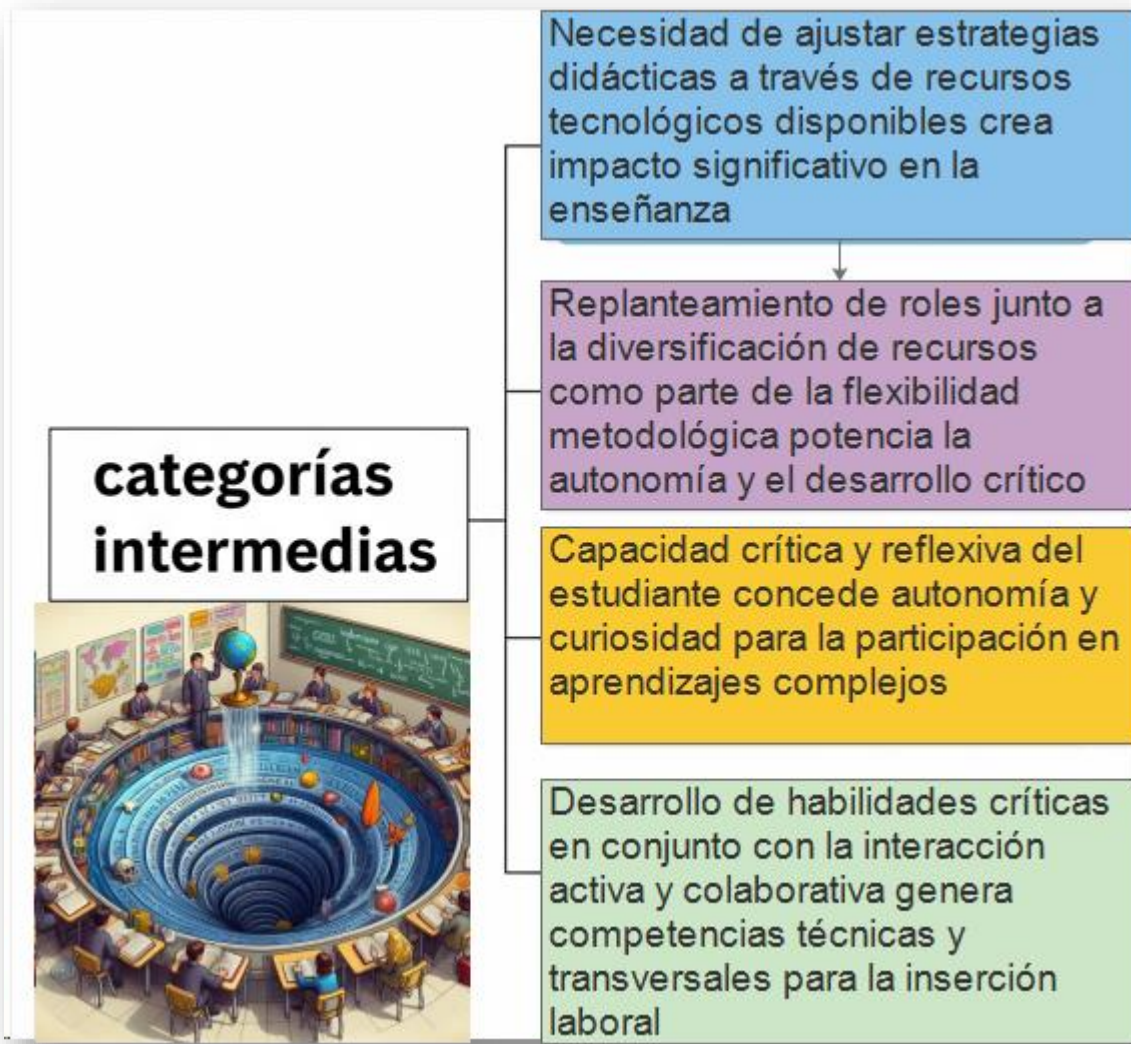 Necesidad de ajustar estrategias
didácticas a través de recursos
tecnológicos disponibles crea
impacto significativo en la
enseñanza
Replanteamiento de roles junto a
la diversificación de recursos
como parte de la flexibilidad
metodológica potencia la
autonomía y el desarrollo crítico
categorías
intermedias
Capacidad crítica y reflexiva del
estudiante concede autonomía y
curiosidad para la participación en
aprendizajes complejos
Desarrollo de habilidades críticas
en conjunto con la interacción
activa y colaborativa genera
competencias técnicas y
transversales para la inserción
laboral